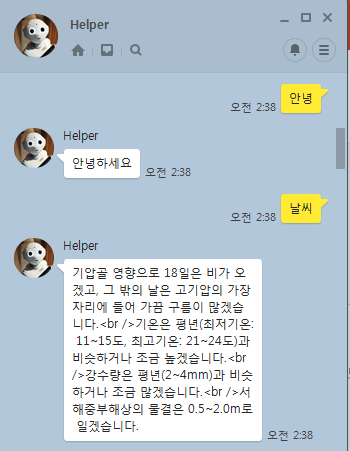 Helper
안녕
오전 2:38
Helper
안녕하세요
오전 2:38
날씨
오전 2:38
Helper
기압골 영향으로 18일은 비가 오
겠고, 그 밖의 날은 고기압의 가장
자리에 들어 가끔 구름이 많겠습
니다.<br />기온은 평년(최저기온:
11~15도, 최고기온: 21~24도)과
비슷하거나 조금 높겠습니다.<br
/>강수량은 평년(2~4mm)과 비슷
하거나 조금 많겠습니다.<br />서
해중부해상의 물결은 0.5~2.0m로
일겠습니다.
오전 2:38